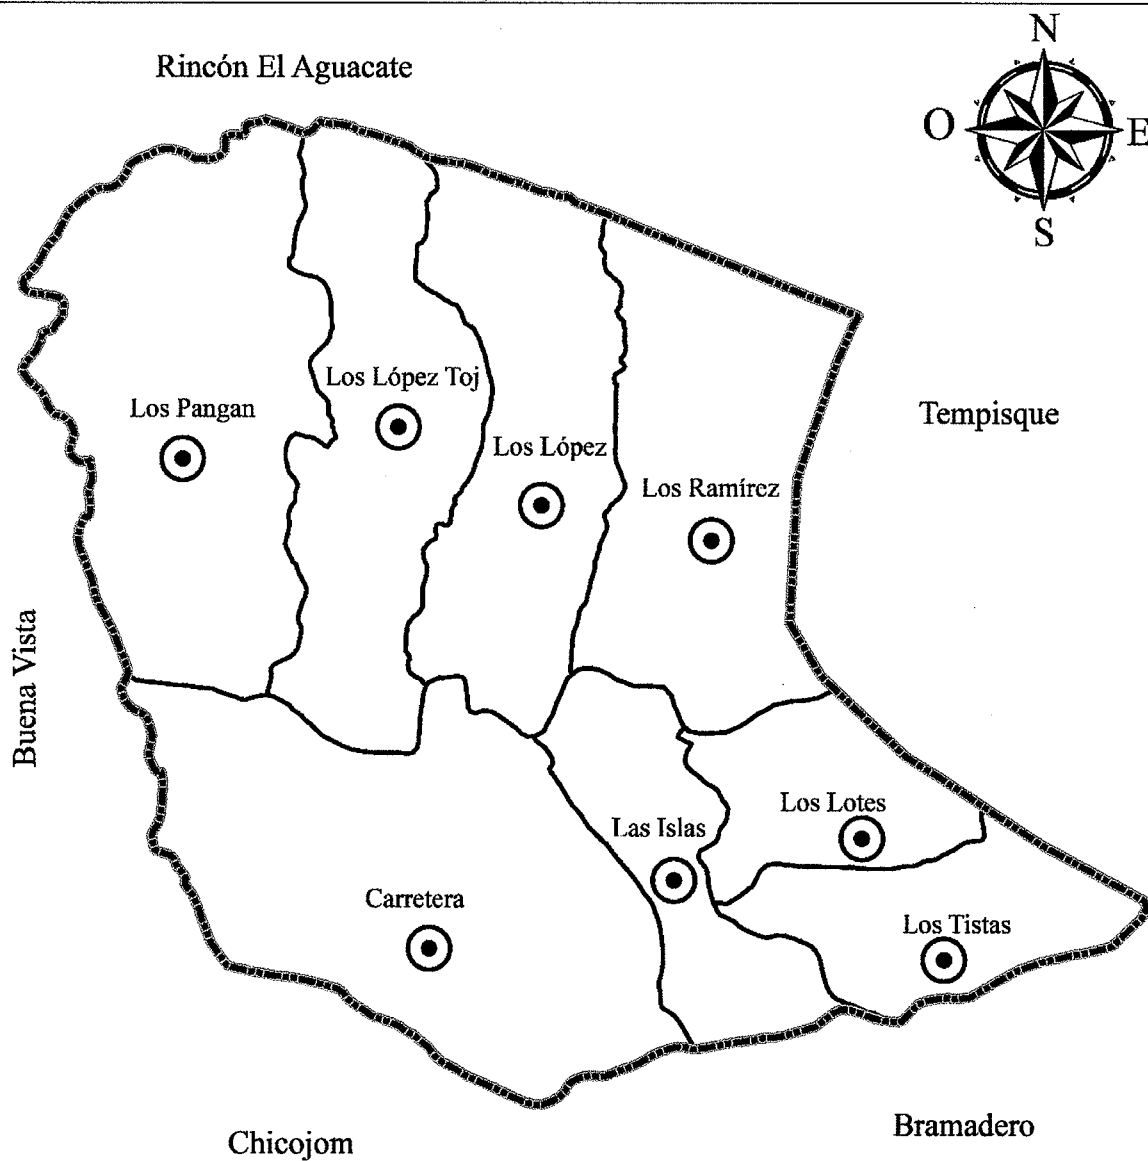 N
Rincón El Aguacate
O
E
S
Los López Toj
Los Pangan
Tempisque
Los López
Los Ramírez
Buena Vista
Los Lotes
Las Islas
Carretera
Los Tistas
Bramadero
Chicojom